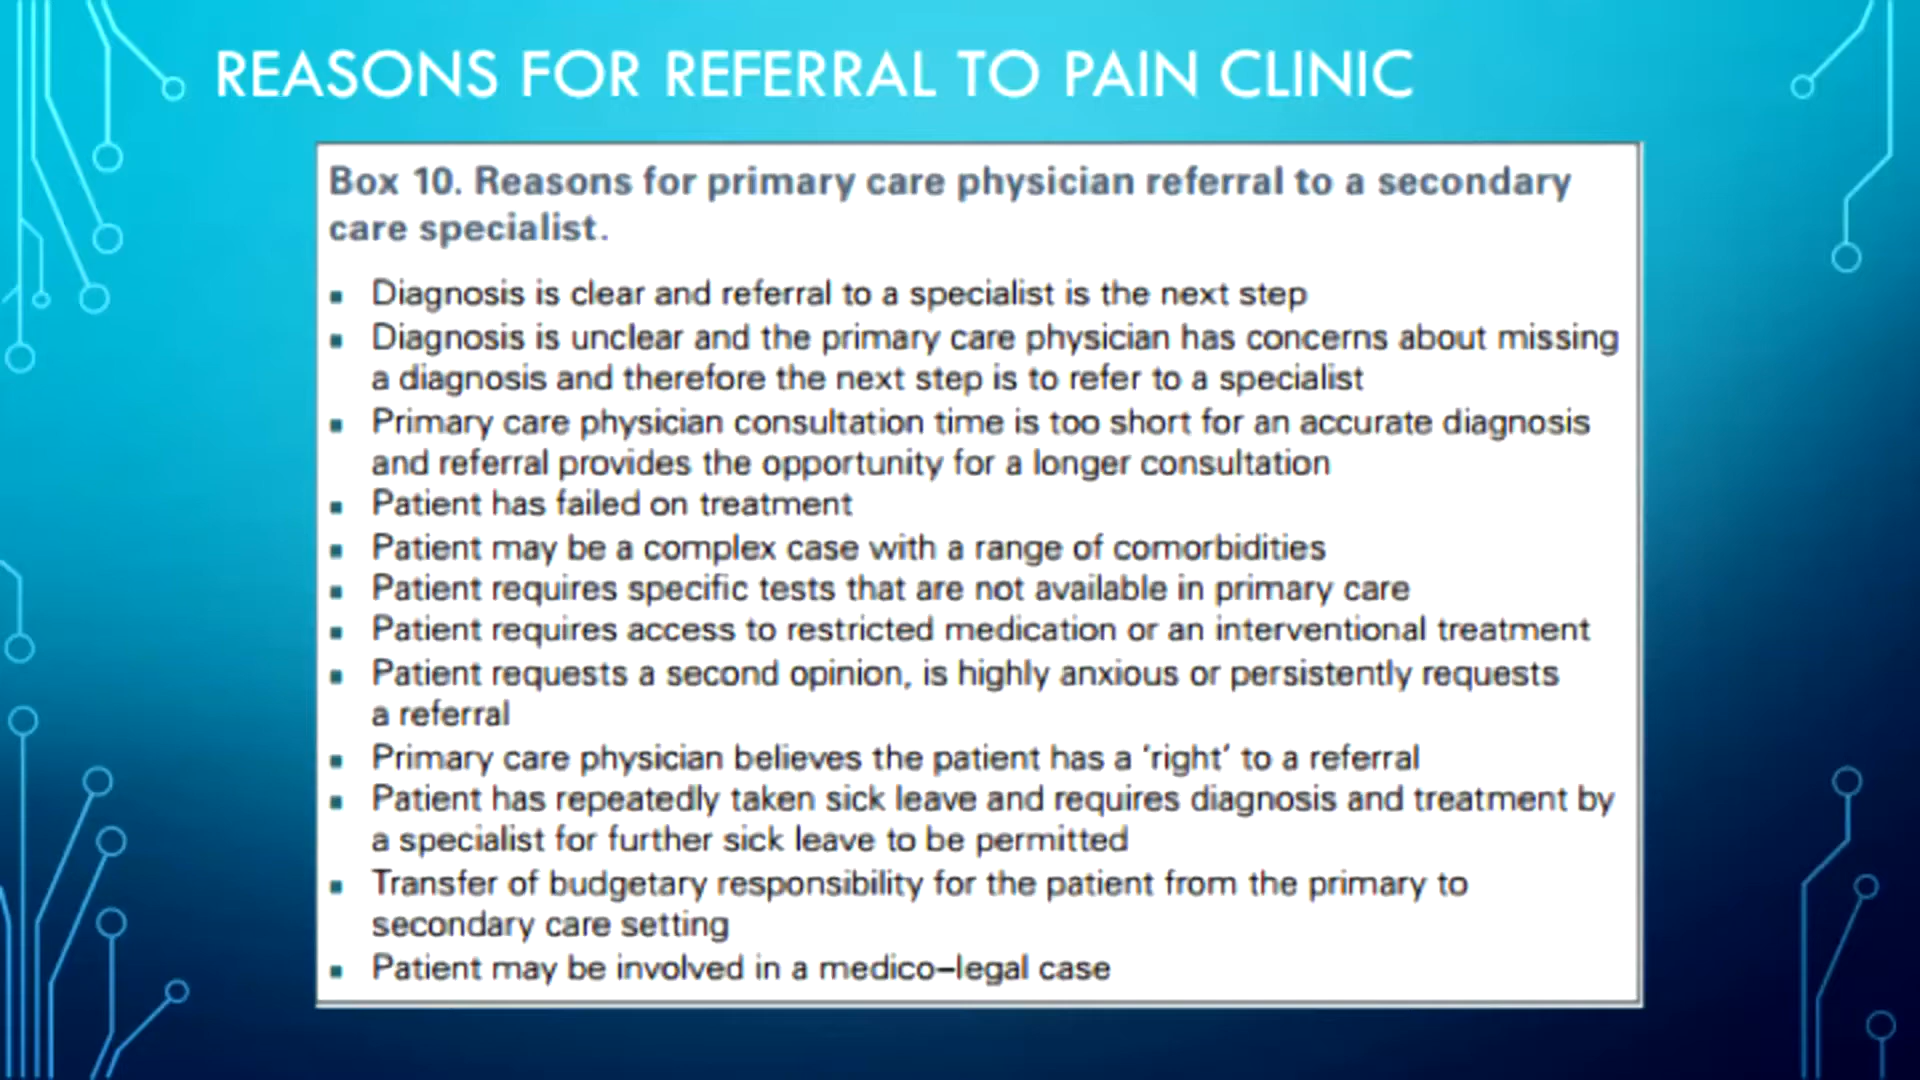 REASONS FOR REFERRAL TO PAIN CLINIC
Box 10. Reasons for primary care physician referral to a secondary
care specialist.
▪ Diagnosis is clear and referral to a specialist is the next step
▪ Diagnosis is unclear and the primary care physician has concerns about missing
a diagnosis and therefore the next step is to refer to a specialist
▪ Primary care physician consultation time is too short for an accurate diagnosis
and referral provides the opportunity for a longer consultation
▪ Patient has failed on treatment
▪ Patient may be a complex case with a range of comorbidities
▪ Patient requires specific tests that are not available in primary care
▪ Patient requires access to restricted medication or an interventional treatment
▪ Patient requests a second opinion, is highly anxious or persistently requests
a referral
▪ Primary care physician believes the patient has a ‘right’ to a referral
▪ Patient has repeatedly taken sick leave and requires diagnosis and treatment by
a specialist for further sick leave to be permitted
▪ Transfer of budgetary responsibility for the patient from the primary to
secondary care setting
▪ Patient may be involved in a medico–legal case